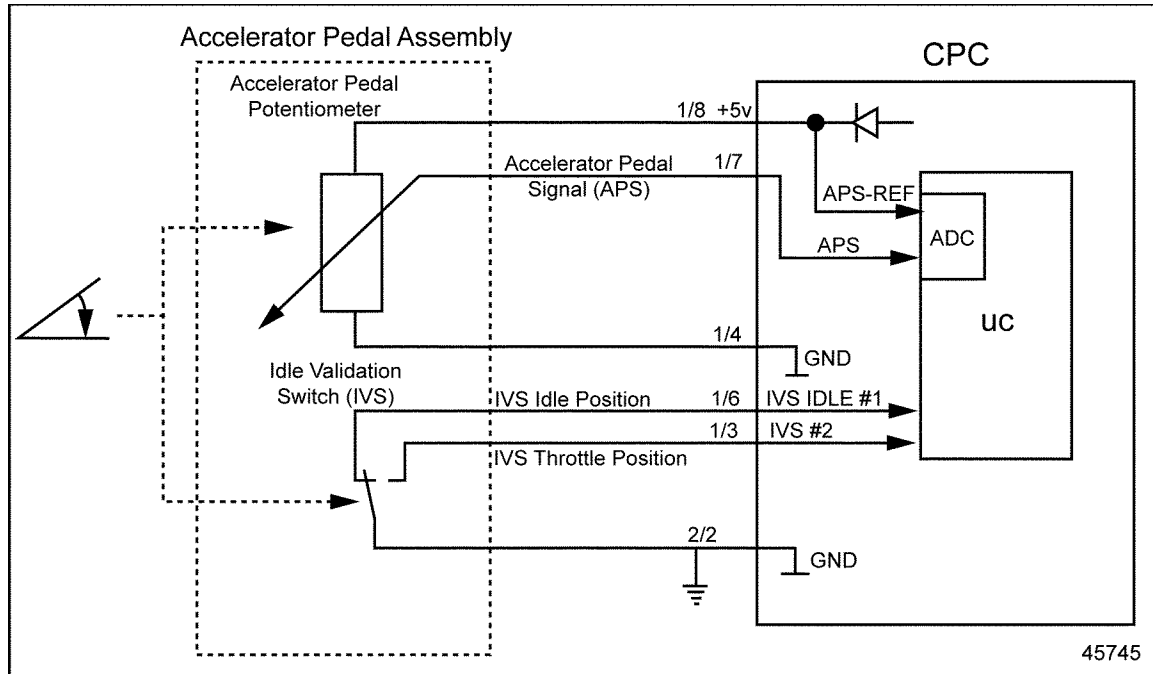 Accelerator Pedal Assembly
CPC
Accelerator Pedal
Potentiometer
1/8 +5v
Accelerator Pedal
Signal (APS)
1/7
APS-REF
ADC
APS
uc
1/4
GND
Idle Validation
Switch (IVS)
IVS Idle Position
1/6
IVS IDLE #1
1/3
IVS #2
IVS Throttle Position
2/2
GND
45745